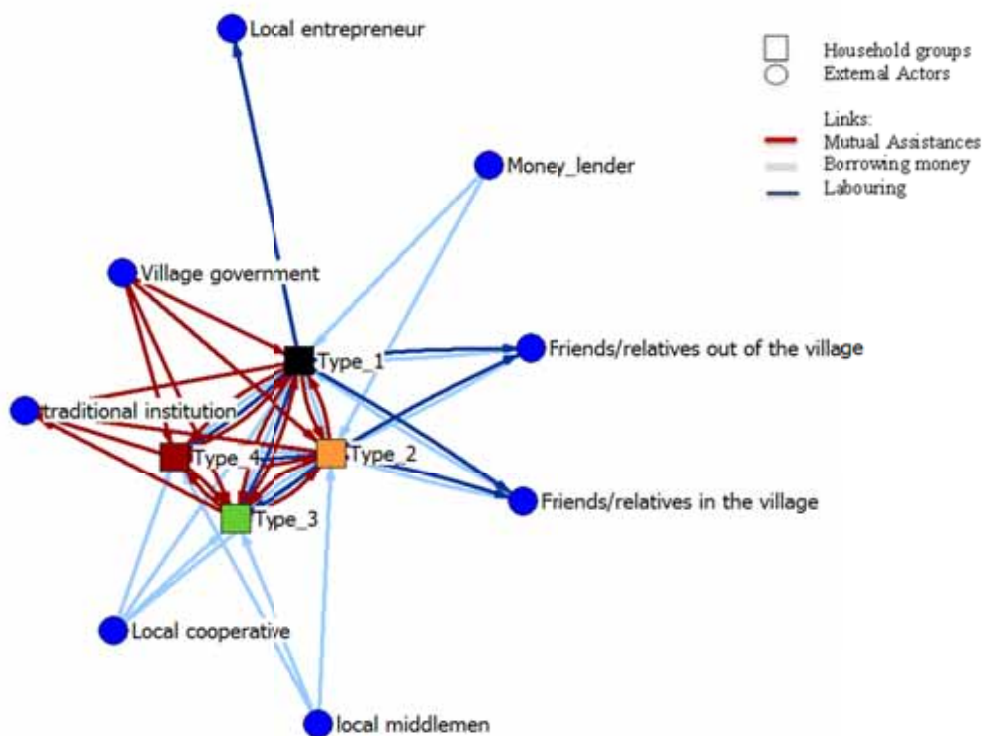 Local entrepreneur
Household groups
External Actors
Links:
Mutual Assistances
Borrowing money
Labouring
Money_lender
Village government
Type_1
Friends/relatives out of the village
traditional institution
Type_4
Type_2
Friends/relatives in the village
Type_3
Local cooperative
local middlemen